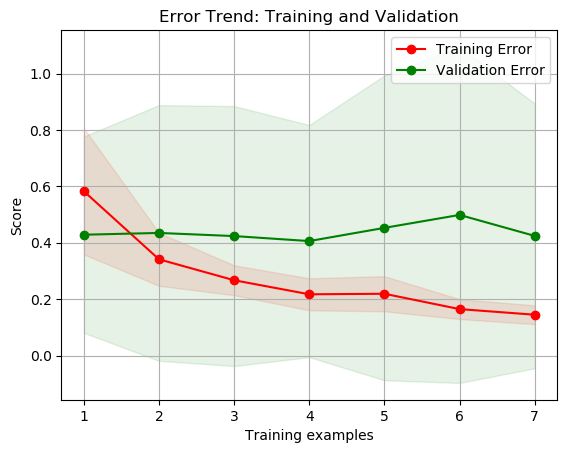 Error Trend: Training and Validation
Training Error
Validation Error
Score
1.0
0.8
0.6
0.4
0.2
0.0
1 2 3 4 5 6 7
Training examples